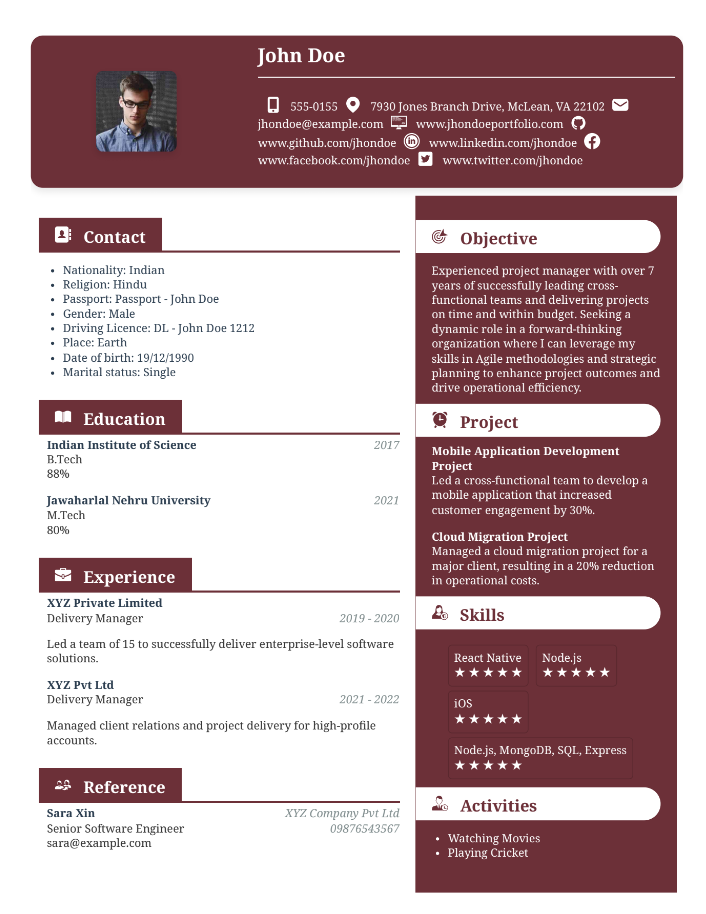 John Doe
555-0155 7930 Jones Branch Drive, McLean, VA 22102
jhondoe@example.com www.jhondoeportfolio.com
www.github.com/jhondoe www.linkedin.com/jhondoe
www.facebook.com/jhondoe www.twitter.com/jhondoe
Contact
• Nationality: Indian
• Religion: Hindu
• Passport: Passport - John Doe
• Gender: Male
• Driving Licence: DL - John Doe 1212
• Place: Earth
• Date of birth: 19/12/1990
• Marital status: Single
Education
Indian Institute of Science 2017
B.Tech
88%
Jawaharlal Nehru University 2021
M.Tech
80%
Experience
XYZ Private Limited
Delivery Manager 2019 - 2020
Led a team of 15 to successfully deliver enterprise-level software
solutions.
XYZ Pvt Ltd
Delivery Manager 2021 - 2022
Managed client relations and project delivery for high-profile
accounts.
Reference
Sara Xin XYZ Company Pvt Ltd
Senior Software Engineer 09876543567
sara@example.com
Objective
Experienced project manager with over 7
years of successfully leading cross-
functional teams and delivering projects
on time and within budget. Seeking a
dynamic role in a forward-thinking
organization where I can leverage my
skills in Agile methodologies and strategic
planning to enhance project outcomes and
drive operational efficiency.
Project
Mobile Application Development
Project
Led a cross-functional team to develop a
mobile application that increased
customer engagement by 30%.
Cloud Migration Project
Managed a cloud migration project for a
major client, resulting in a 20% reduction
in operational costs.
Skills
React Native Node.js
★★★★★ ★★★★★
iOS
★★★★★
Node.js, MongoDB, SQL, Express
★★★★★
Activities
• Watching Movies
• Playing Cricket